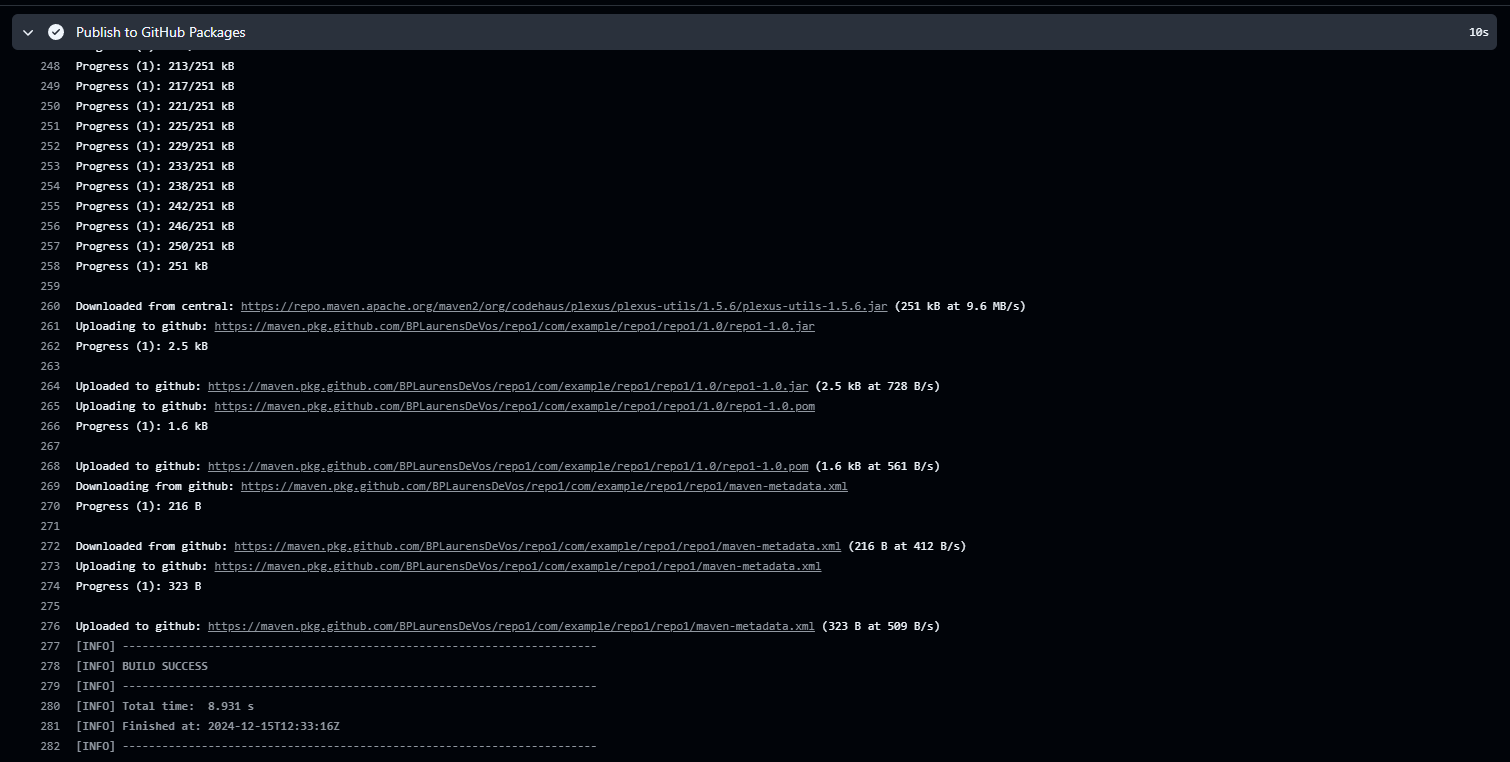 Publish to GitHub Packages 10s
248 Progress (1): 213/251 kB
249 Progress (1): 217/251 kB
250 Progress (1): 221/251 kB
251 Progress (1): 225/251 kB
252 Progress (1): 229/251 kB
253 Progress (1): 233/251 kB
254 Progress (1): 238/251 kB
255 Progress (1): 242/251 kB
256 Progress (1): 246/251 kB
257 Progress (1): 250/251 kB
258 Progress (1): 251 kB
259
260 Downloaded from central: https://repo.maven.apache.org/maven2/org/codehaus/plexus/plexus-utils/1.5.6/plexus-utils-1.5.6.jar (251 kB at 9.6 MB/s)
261 Uploading to github: https://maven.pkg.github.com/BPLaurensDeVos/repo1/com/example/repo1/repo1/1.0/repo1-1.0.jar
262 Progress (1): 2.5 kB
263
264 Uploaded to github: https://maven.pkg.github.com/BPLaurensDeVos/repo1/com/example/repo1/repo1/1.0/repo1-1.0.jar (2.5 kB at 728 B/s)
265 Uploading to github: https://maven.pkg.github.com/BPLaurensDeVos/repo1/com/example/repo1/repo1/1.0/repo1-1.0.pom
266 Progress (1): 1.6 kB
267
268 Uploaded to github: https://maven.pkg.github.com/BPLaurensDeVos/repo1/com/example/repo1/repo1/1.0/repo1-1.0.pom (1.6 kB at 561 B/s)
269 Downloading from github: https://maven.pkg.github.com/BPLaurensDeVos/repo1/com/example/repo1/repo1/maven-metadata.xml
270 Progress (1): 216 B
271
272 Downloaded from github: https://maven.pkg.github.com/BPLaurensDeVos/repo1/com/example/repo1/repo1/maven-metadata.xml (216 B at 412 B/s)
273 Uploading to github: https://maven.pkg.github.com/BPLaurensDeVos/repo1/com/example/repo1/repo1/maven-metadata.xml
274 Progress (1): 323 B
275
276 Uploaded to github: https://maven.pkg.github.com/BPLaurensDeVos/repo1/com/example/repo1/repo1/maven-metadata.xml (323 B at 509 B/s)
277 [INFO] ------------------------------------------------------------------------
278 [INFO] BUILD SUCCESS
279 [INFO] ------------------------------------------------------------------------
280 [INFO] Total time:  8.931 s
281 [INFO] Finished at: 2024-12-15T12:33:16Z
282 [INFO] ------------------------------------------------------------------------